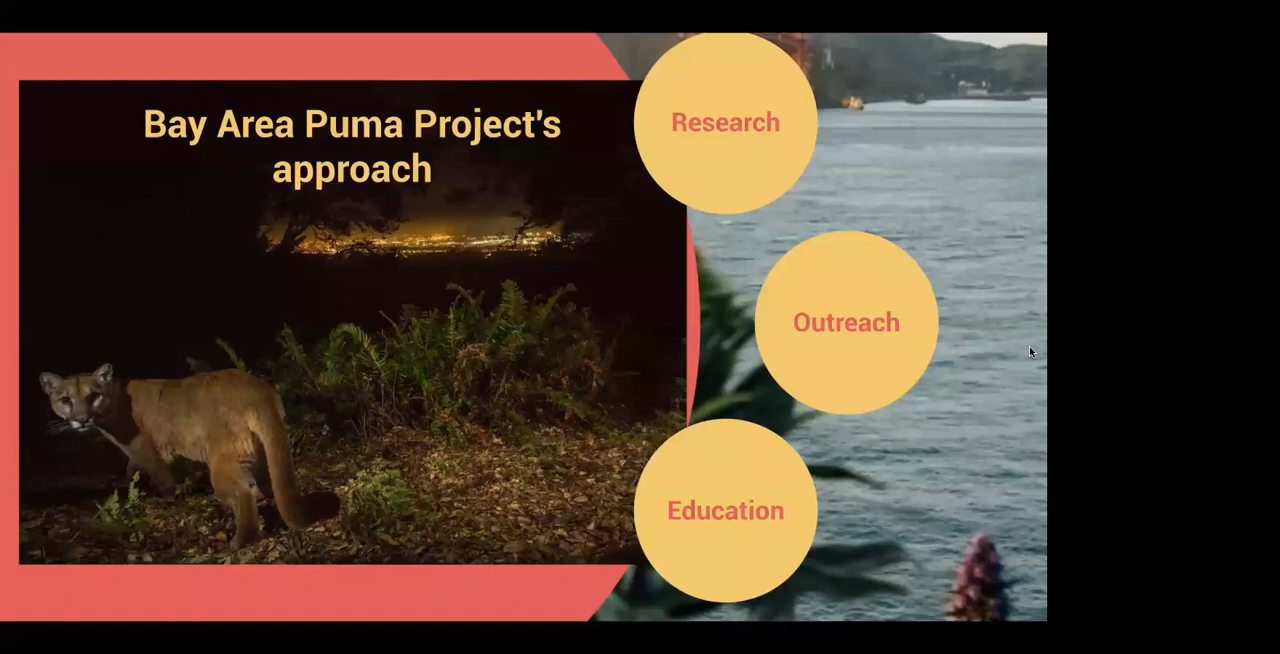 Bay Area Puma Project's
approach
Research
Outreach
Education